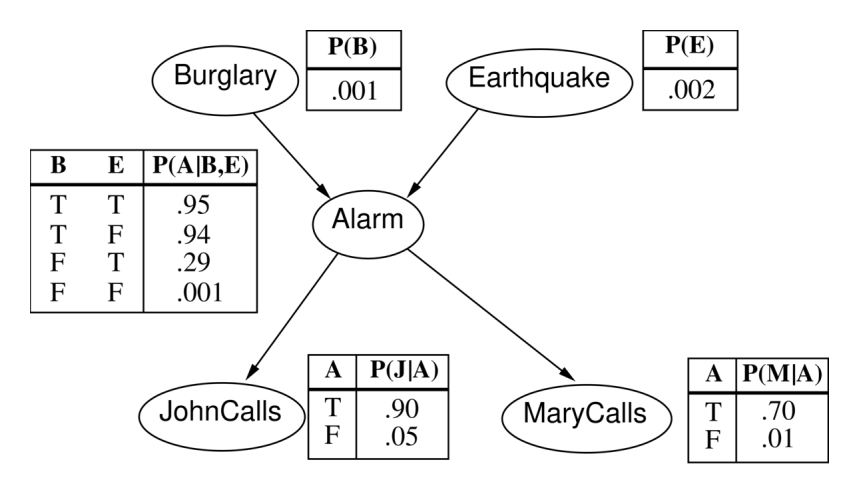 Burglary
P(B)
.001
Earthquake
P(E)
.002
B E P(A|B,E)
T T .95
T F .94
F T .29
F F .001
Alarm
JohnCalls
A P(J|A)
T .90
F .05
MaryCalls
A P(M|A)
T .70
F .01